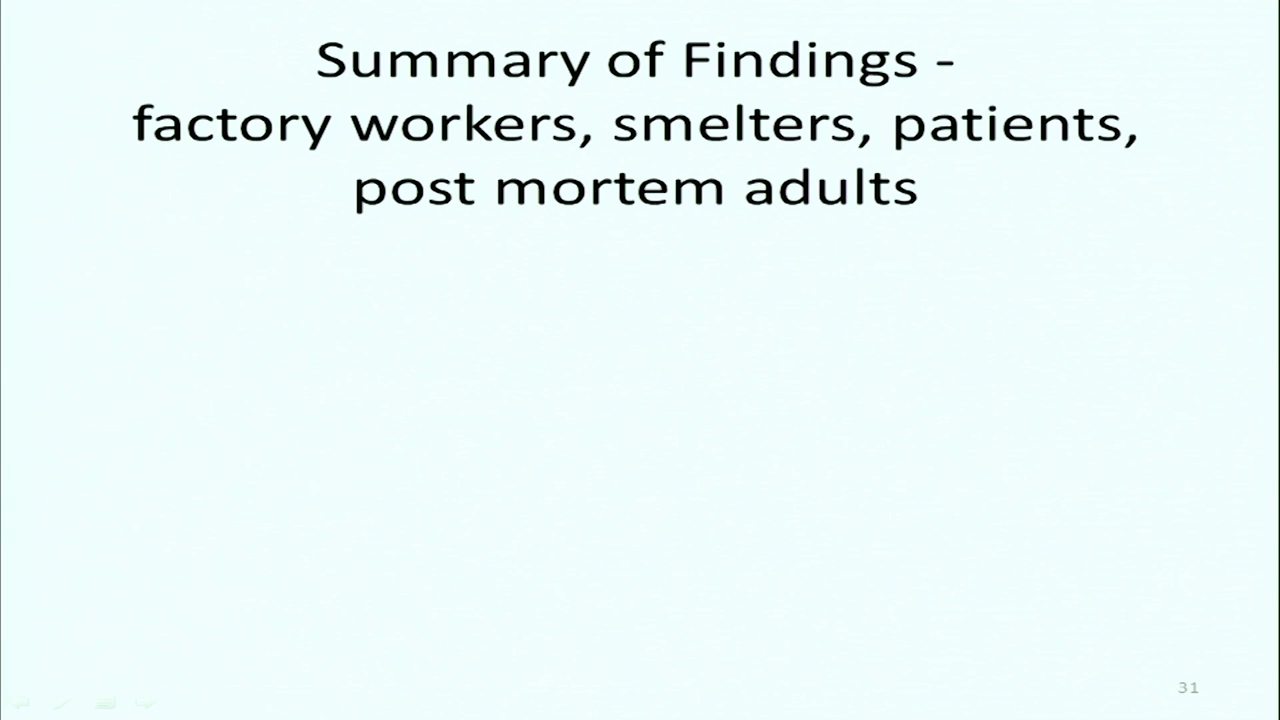 Summary of Findings -
factory workers, smelters, patients,
post mortem adults
31